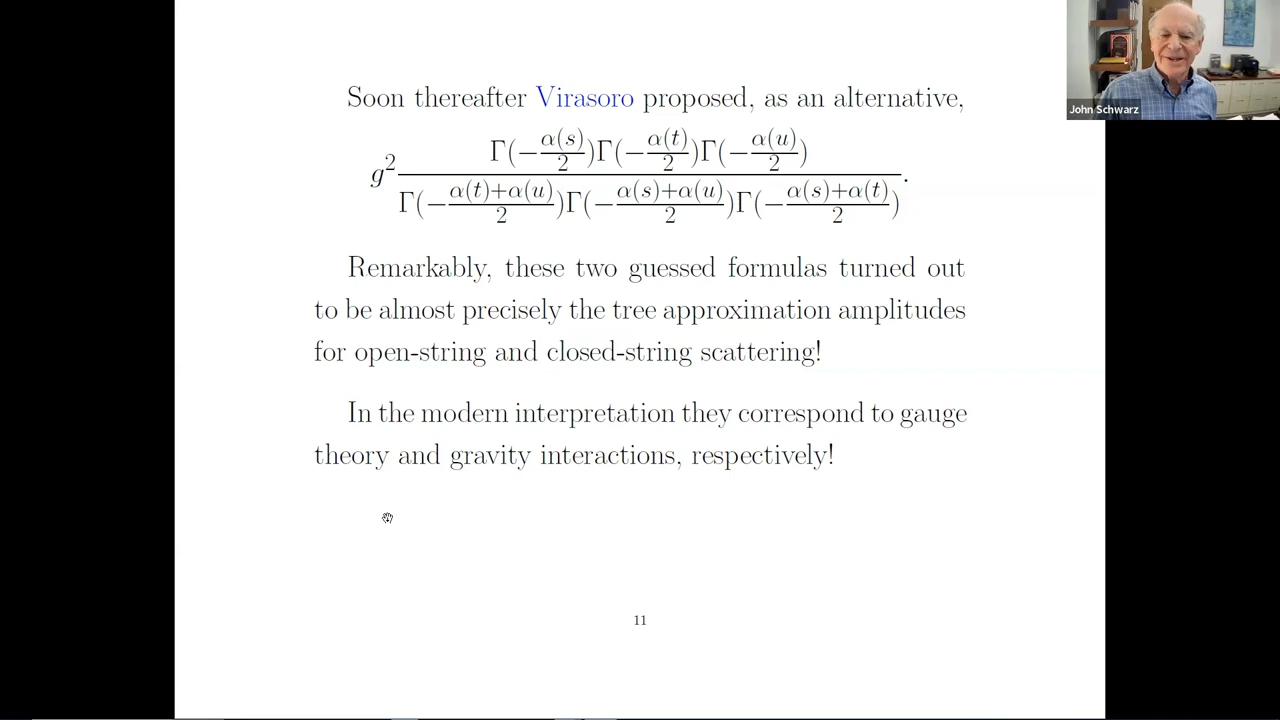 Soon thereafter Virasoro proposed, as an alternative,
g² Γ(−α(s)/2)Γ(−α(t)/2)Γ(−α(u)/2) / Γ(−(α(t)+α(u))/2)Γ(−(α(s)+α(u))/2)Γ(−(α(s)+α(t))/2).
Remarkably, these two guessed formulas turned out
to be almost precisely the tree approximation amplitudes
for open-string and closed-string scattering!
In the modern interpretation they correspond to gauge
theory and gravity interactions, respectively!
11
John Schwarz